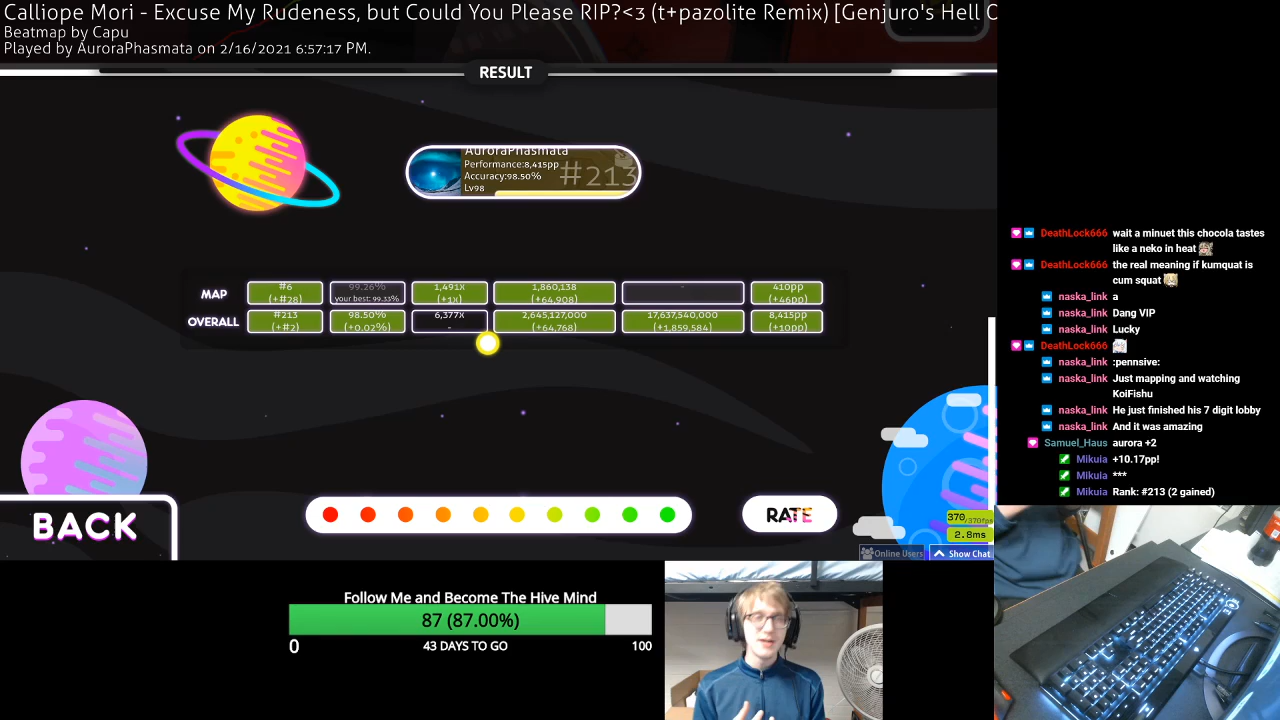 Calliope Mori - Excuse My Rudeness, but Could You Please RIP?<3 (t+pazolite Remix) [Genjuro's Hell C
Beatmap by Capu
Played by AuroraPhasmata on 2/16/2021 6:57:17 PM.
RESULT
AuroraPhasmata
Performance:8,415pp
Accuracy:98.50%
Lv98
#213
MAP
#6
(+#28)
99.26%
your best: 99.33%
1,491x
(+1x)
1,860,138
(+64,908)
-
410pp
(+46pp)
OVERALL
#213
(+#2)
98.50%
(+0.02%)
6,377x
-
2,645,127,000
(+64,768)
17,637,540,000
(+1,859,584)
8,415pp
(+10pp)
BACK
RATE
370/370fps
2.8ms
Online Users
Show Chat
Follow Me and Become The Hive Mind
87 (87.00%)
0
43 DAYS TO GO
100
DeathLock666 wait a minuet this chocola tastes
like a neko in heat
DeathLock666 the real meaning if kumquat is
cum squat
naska_link a
naska_link Dang VIP
naska_link Lucky
DeathLock666
naska_link :pennsive:
naska_link Just mapping and watching
KoiFishu
naska_link He just finished his 7 digit lobby
naska_link And it was amazing
Samuel_Haus aurora +2
Mikuia +10.17pp!
Mikuia ***
Mikuia Rank: #213 (2 gained)